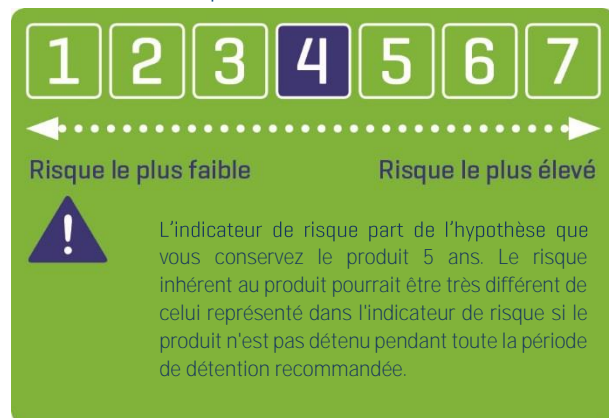 1 2 3 4 5 6 7
Risque le plus faible Risque le plus élevé
!
L'indicateur de risque part de l'hypothèse que
vous conservez le produit 5 ans. Le risque
inhérent au produit pourrait être très différent de
celui représenté dans l'indicateur de risque si le
produit n'est pas détenu pendant toute la période
de détention recommandée.